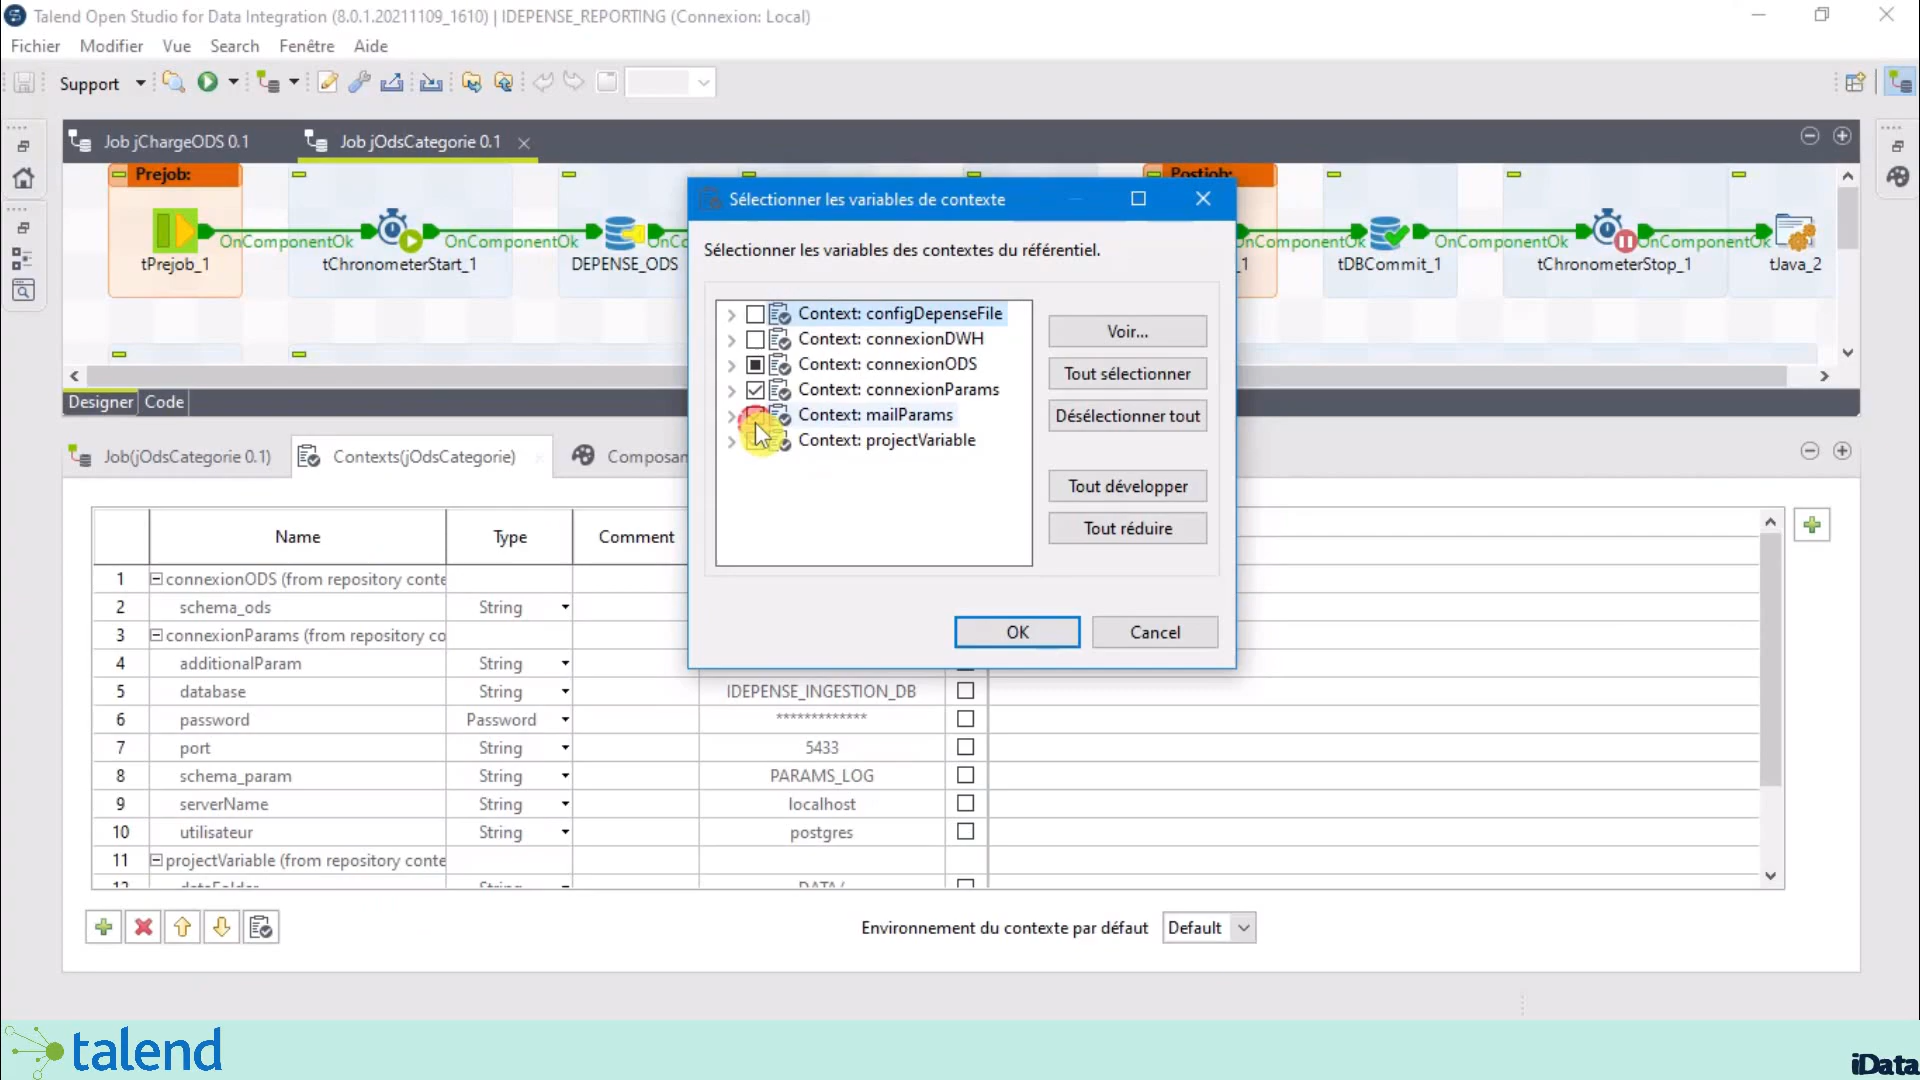 Talend Open Studio for Data Integration (8.0.1.20211109_1610) | IDEPENSE_REPORTING (Connexion: Local)
Fichier Modifier Vue Search Fenêtre Aide
Support
Job jChargeODS 0.1
Job jOdsCategorie 0.1
Prejob:
Postjob:
OnComponentOk
OnComponentOk
OnComponentOk
OnComponentOk
OnComponentOk
tPrejob_1
tChronometerStart_1
DEPENSE_ODS
_1
tDBCommit_1
tChronometerStop_1
tJava_2
Designer
Code
Job(jOdsCategorie 0.1)
Contexts(jOdsCategorie)
Composan
Sélectionner les variables de contexte
Sélectionner les variables des contextes du référentiel.
Context: configDepenseFile
Context: connexionDWH
Context: connexionODS
Context: connexionParams
Context: mailParams
Context: projectVariable
Voir...
Tout sélectionner
Désélectionner tout
Tout développer
Tout réduire
OK
Cancel
Name Type Comment
1 connexionODS (from repository conte
2 schema_ods String
3 connexionParams (from repository co
4 additionalParam String
5 database String IDEPENSE_INGESTION_DB
6 password Password *************
7 port String 5433
8 schema_param String PARAMS_LOG
9 serverName String localhost
10 utilisateur String postgres
11 projectVariable (from repository conte
12 dataFolder String DATA/
Environnement du contexte par défaut Default
talend
iData